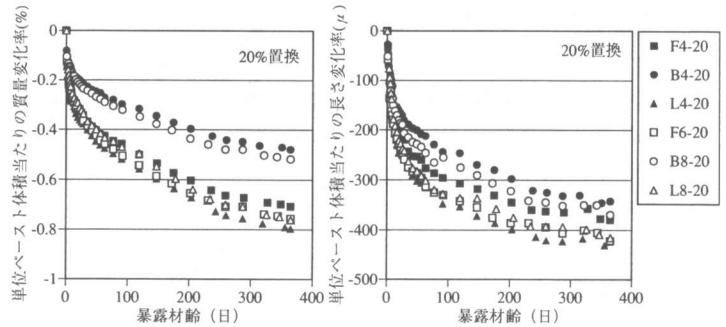 単位ペースト体積当たりの質量変化率(%)
0
-0.2
-0.4
-0.6
-0.8
-1
20%置換
0 100 200 300 400
暴露材齢（日）
単位ペースト体積当たりの長さ変化率(μ)
0
-100
-200
-300
-400
-500
20%置換
0 100 200 300 400
暴露材齢（日）
F4-20
B4-20
L4-20
F6-20
B8-20
L8-20